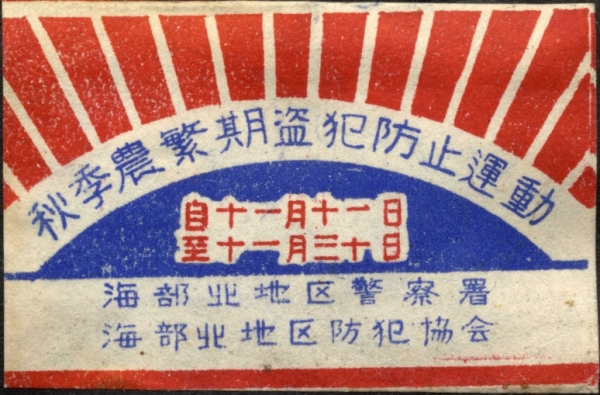 秋季農繁期盗犯防止運動
自十一月十一日
至十一月三十日
海部北地区警察署
海部北地区防犯協会